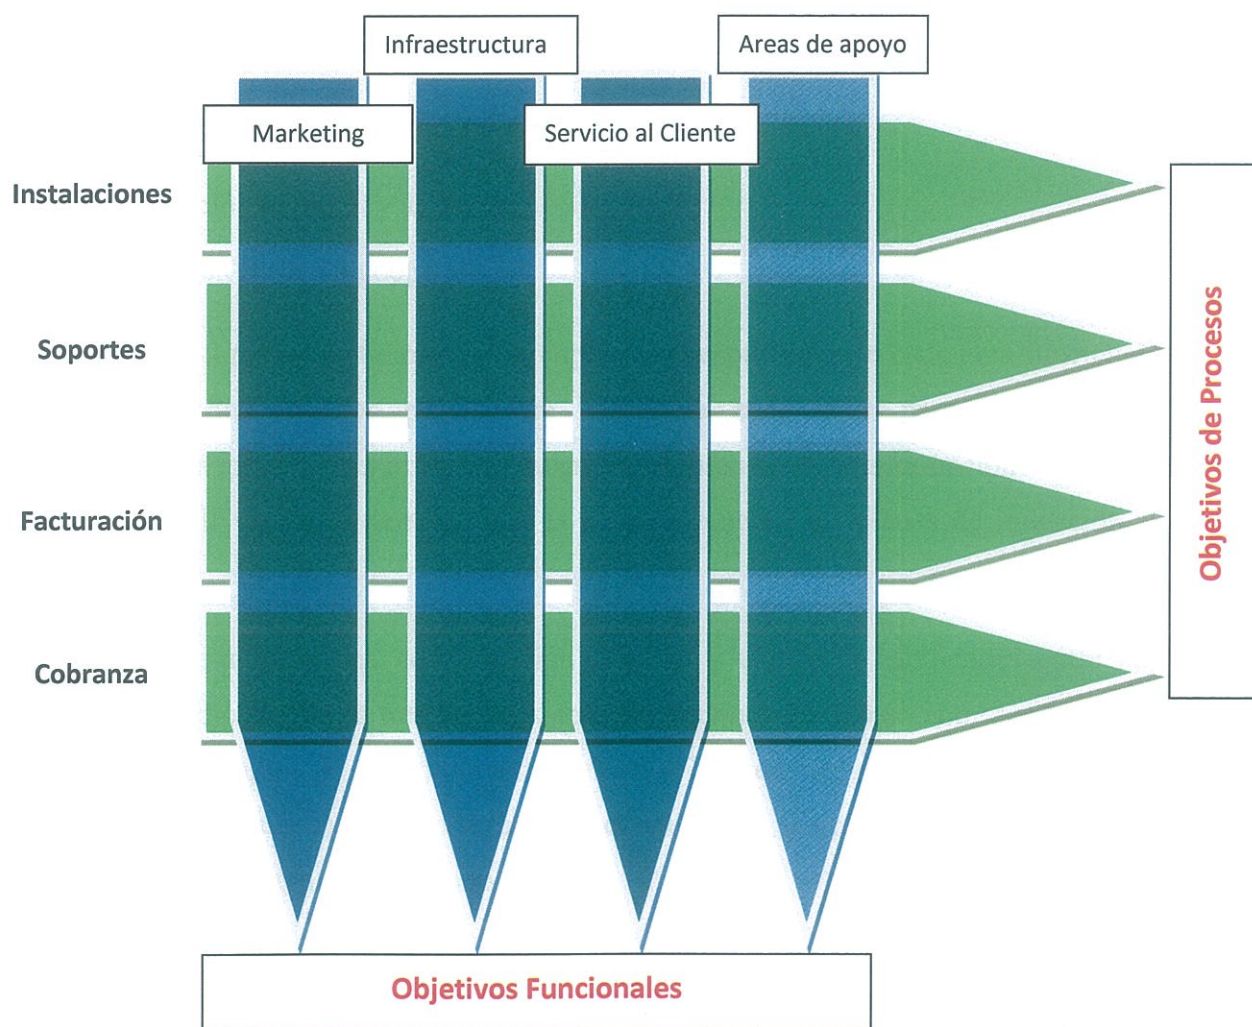 Infraestructura
Areas de apoyo
Marketing
Servicio al Cliente
Instalaciones
Soportes
Facturación
Cobranza
Objetivos de Procesos
Objetivos Funcionales